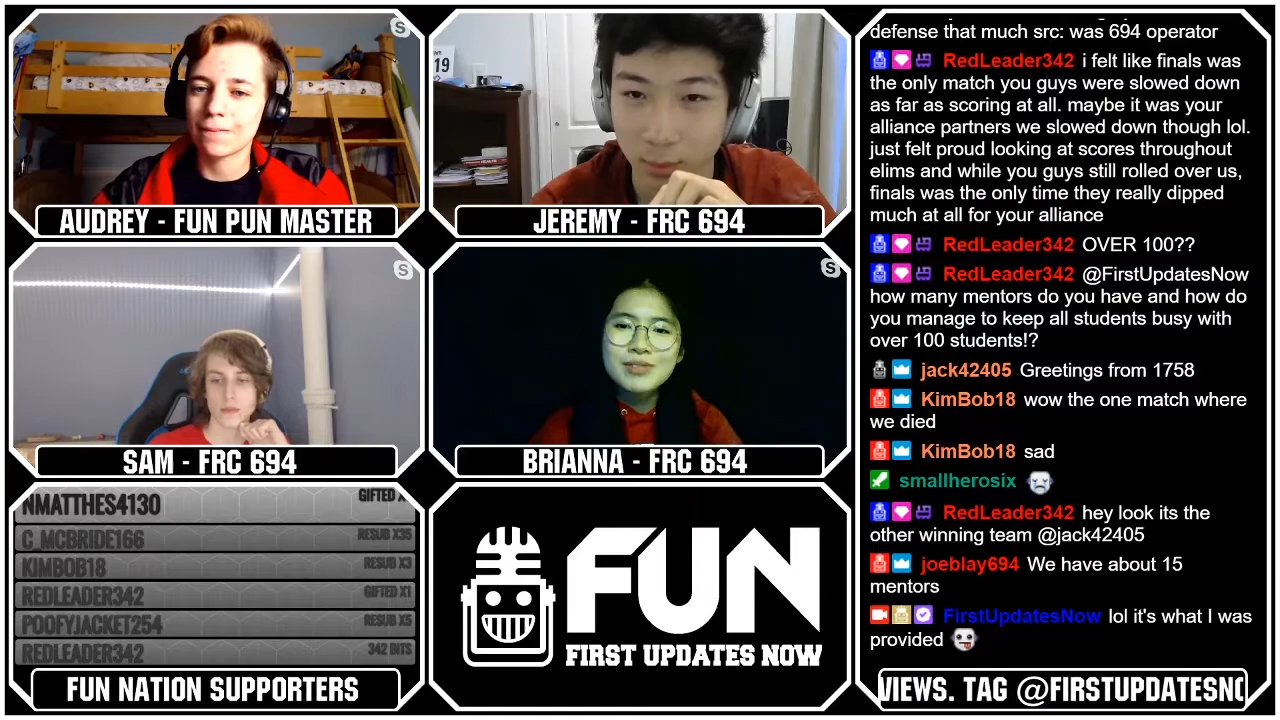 AUDREY - FUN PUN MASTER
19
JEREMY - FRC 694
SAM - FRC 694
BRIANNA - FRC 694
NMATTHES4130 GIFTED X
C_MCBRIDE166 RESUB X35
KIMBOB18 RESUB X3
REDLEADER342 GIFTED X1
POOFYJACKET254 RESUB X5
REDLEADER342 342 BITS
FUN NATION SUPPORTERS
FUN
FIRST UPDATES NOW
defense that much src: was 694 operator
RedLeader342 i felt like finals was
the only match you guys were slowed down
as far as scoring at all. maybe it was your
alliance partners we slowed down though lol.
just felt proud looking at scores throughout
elims and while you guys still rolled over us,
finals was the only time they really dipped
much at all for your alliance
RedLeader342 OVER 100??
RedLeader342 @FirstUpdatesNow
how many mentors do you have and how do
you manage to keep all students busy with
over 100 students!?
jack42405 Greetings from 1758
KimBob18 wow the one match where
we died
KimBob18 sad
smallherosix
RedLeader342 hey look its the
other winning team @jack42405
joeblay694 We have about 15
mentors
FirstUpdatesNow lol it's what I was
provided
VIEWS. TAG @FIRSTUPDATESNO